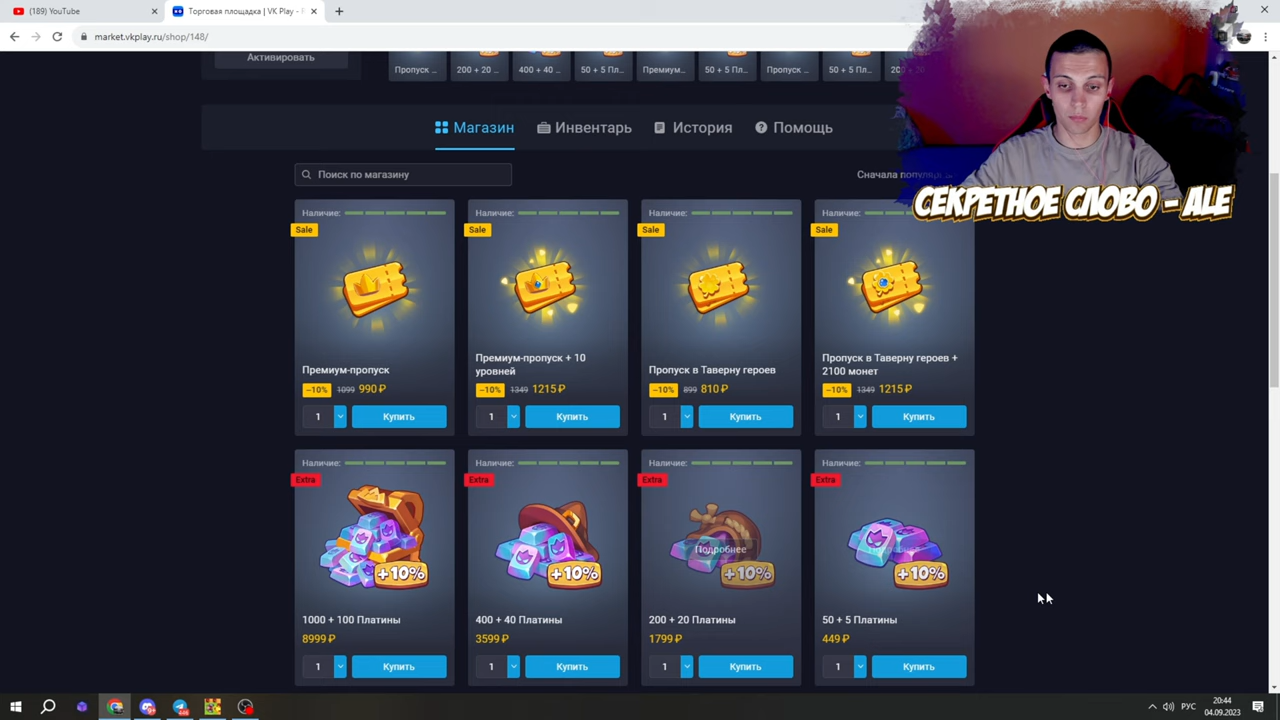 (189) YouTube
Торговая площадка | VK Play -
market.vkplay.ru/shop/148/
Активировать
Пропуск ...
200 + 20 ...
400 + 40 ...
50 + 5 Пл...
Премиум...
50 + 5 Пл...
Пропуск ...
50 + 5 Пл...
Магазин
Инвентарь
История
Помощь
Поиск по магазину
Сначала
СЕКРЕТНОЕ СЛОВО - ALE
Наличие:
Наличие:
Наличие:
Наличие:
Sale
Sale
Sale
Sale
Премиум-пропуск
−10% 1099 990 ₽
1 Купить
Премиум-пропуск + 10
уровней
−10% 1349 1215 ₽
1 Купить
Пропуск в Таверну героев
−10% 899 810 ₽
1 Купить
Пропуск в Таверну героев +
2100 монет
−10% 1349 1215 ₽
1 Купить
Наличие:
Наличие:
Наличие:
Наличие:
Extra
Extra
Extra
Extra
+10%
1000 + 100 Платины
8999 ₽
1 Купить
+10%
400 + 40 Платины
3599 ₽
1 Купить
Подробнее
+10%
200 + 20 Платины
1799 ₽
1 Купить
+10%
50 + 5 Платины
449 ₽
1 Купить
РУС
20:44
04.09.2023